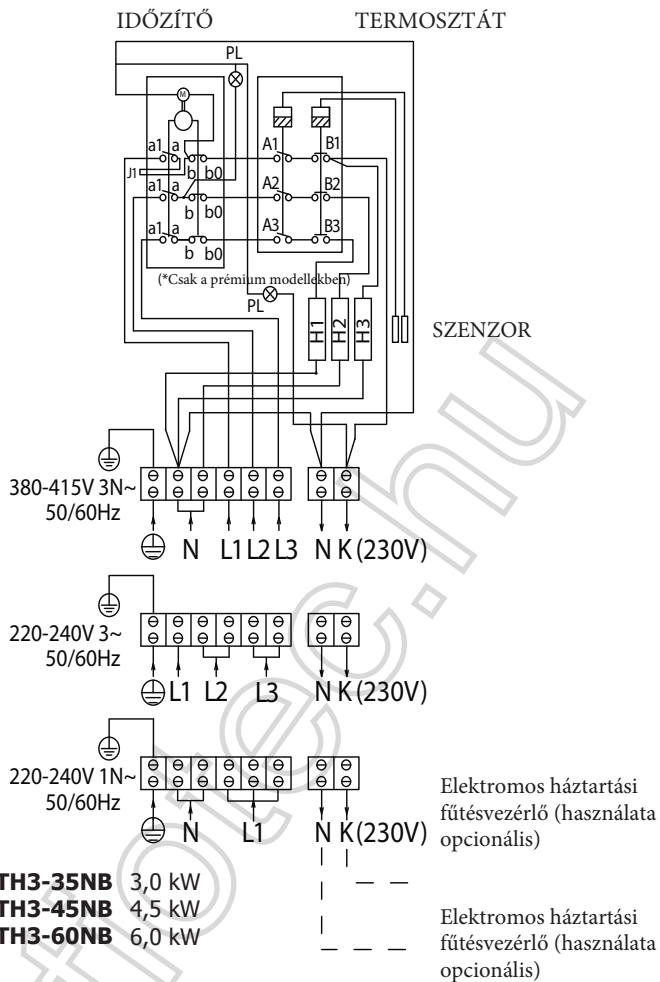 IDŐZÍTŐ TERMOSZTÁT
PL
M
a1 a A1 B1
J1
b b0
a1 a A2 B2
b b0
a1 a A3 B3
b b0
(*Csak a prémium modellekben)
PL
H1 H2 H3
SZENZOR
380-415V 3N~
50/60Hz
N L1 L2 L3 N K (230V)
220-240V 3~
50/60Hz
L1 L2 L3 N K (230V)
220-240V 1N~
50/60Hz
N L1 N K (230V)
Elektromos háztartási
fűtésvezérlő (használata
opcionális)
TH3-35NB 3,0 kW
TH3-45NB 4,5 kW
TH3-60NB 6,0 kW
Elektromos háztartási
fűtésvezérlő (használata
opcionális)